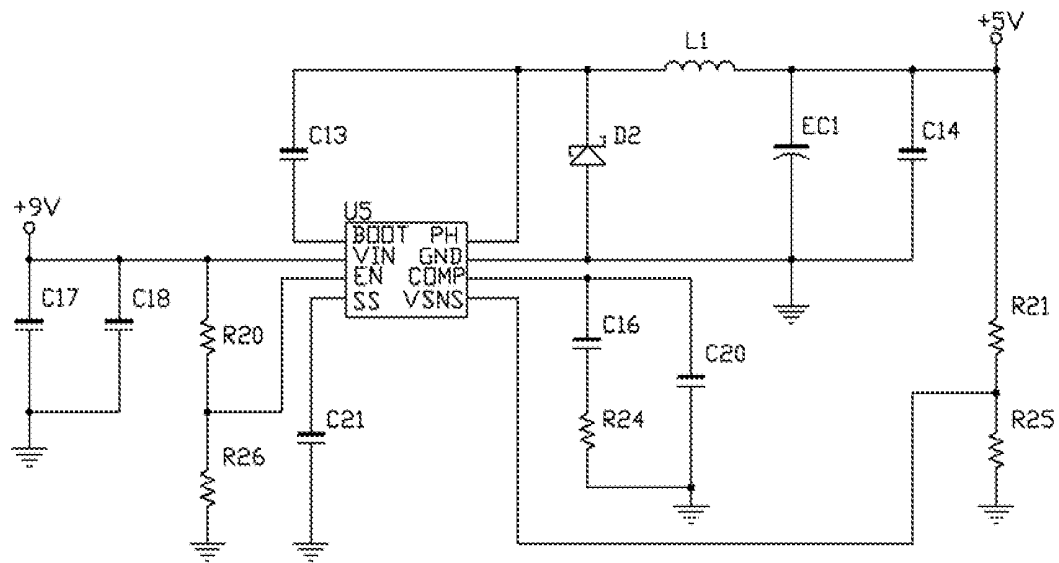 +5V
L1
C13
D2
EC1
C14
+9V
U5
BOOT PH
VIN GND
EN COMP
SS VSNS
C17
C18
R20
C16
R21
C20
C21
R24
R25
R26